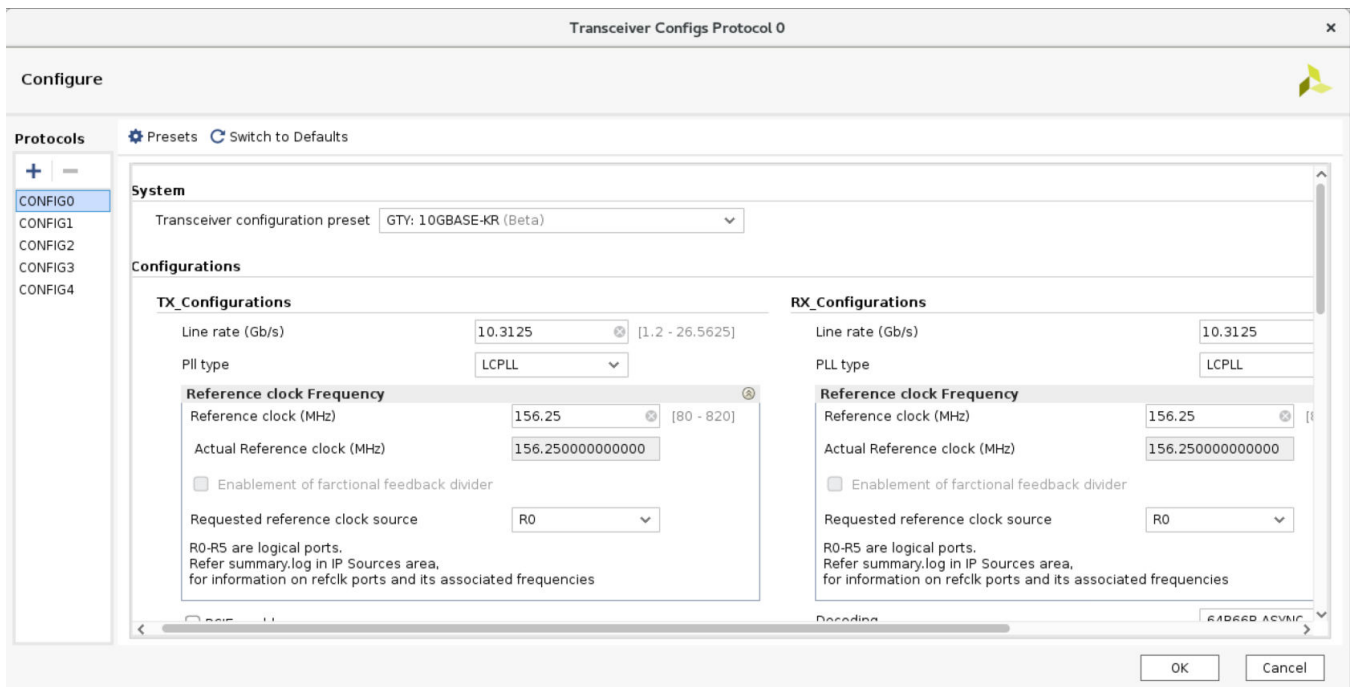 Transceiver Configs Protocol 0
Configure
Protocols
Presets Switch to Defaults
CONFIG0
CONFIG1
CONFIG2
CONFIG3
CONFIG4
System
Transceiver configuration preset GTY: 10GBASE-KR (Beta)
Configurations
TX_Configurations
Line rate (Gb/s) 10.3125 [1.2 - 26.5625]
Pll type LCPLL
Reference clock Frequency
Reference clock (MHz) 156.25 [80 - 820]
Actual Reference clock (MHz) 156.250000000000
Enablement of farctional feedback divider
Requested reference clock source R0
R0-R5 are logical ports.
Refer summary.log in IP Sources area,
for information on refclk ports and its associated frequencies
RX_Configurations
Line rate (Gb/s) 10.3125
PLL type LCPLL
Reference clock Frequency
Reference clock (MHz) 156.25
Actual Reference clock (MHz) 156.250000000000
Enablement of farctional feedback divider
Requested reference clock source R0
R0-R5 are logical ports.
Refer summary.log in IP Sources area,
for information on refclk ports and its associated frequencies
Decoding 64B66B ASYNC
OK Cancel